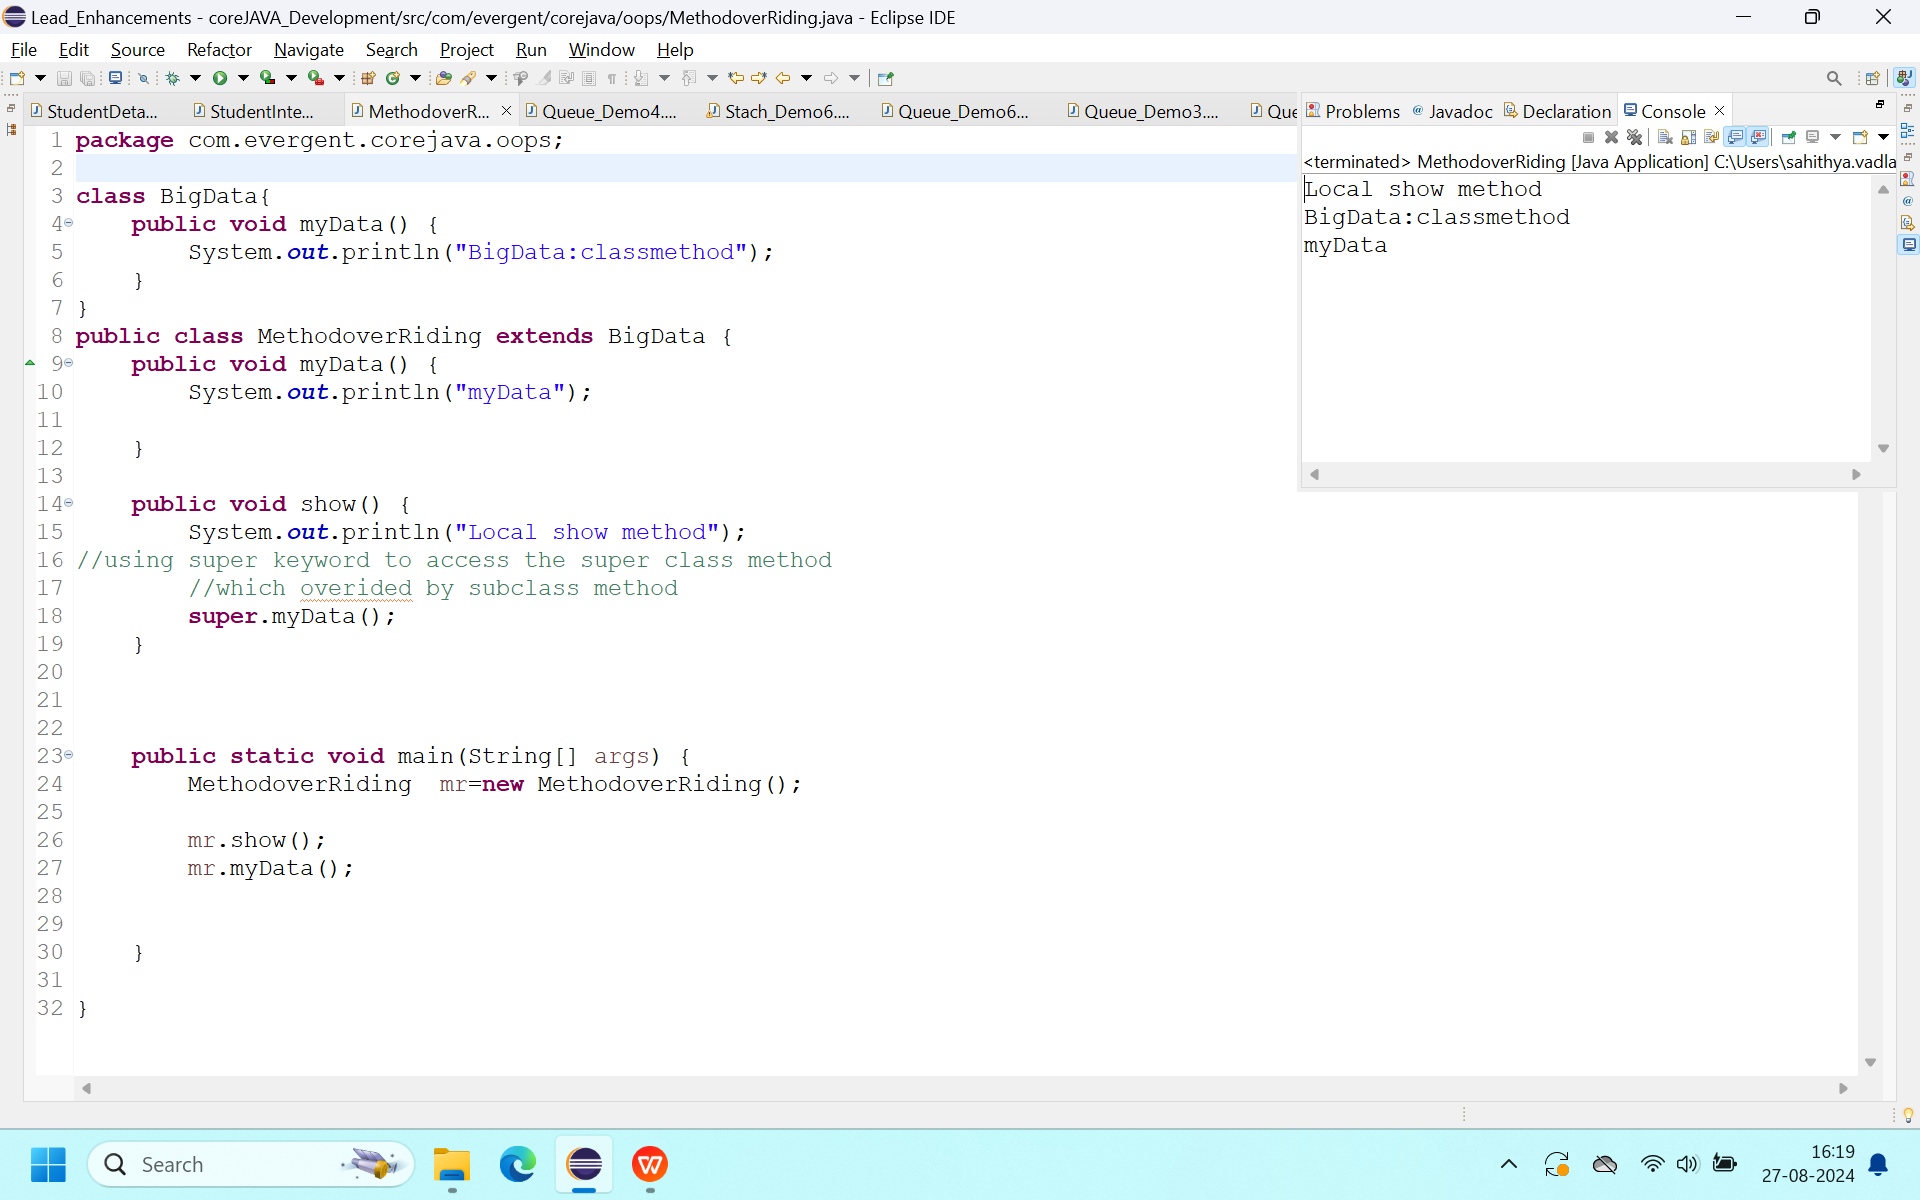 Lead_Enhancements - coreJAVA_Development/src/com/evergent/corejava/oops/MethodoverRiding.java - Eclipse IDE
File Edit Source Refactor Navigate Search Project Run Window Help
StudentDeta... StudentInte... MethodoverR... Queue_Demo4.... Stach_Demo6.... Queue_Demo6... Queue_Demo3.... Que
Problems Javadoc Declaration Console
<terminated> MethodoverRiding [Java Application] C:\Users\sahithya.vadla
Local show method
BigData:classmethod
myData
1 package com.evergent.corejava.oops;
2
3 class BigData{
4 public void myData() {
5 System.out.println("BigData:classmethod");
6 }
7 }
8 public class MethodoverRiding extends BigData {
9 public void myData() {
10 System.out.println("myData");
11
12 }
13
14 public void show() {
15 System.out.println("Local show method");
16 //using super keyword to access the super class method
17 //which overided by subclass method
18 super.myData();
19 }
20
21
22
23 public static void main(String[] args) {
24 MethodoverRiding mr=new MethodoverRiding();
25
26 mr.show();
27 mr.myData();
28
29
30 }
31
32 }
Search
16:19
27-08-2024